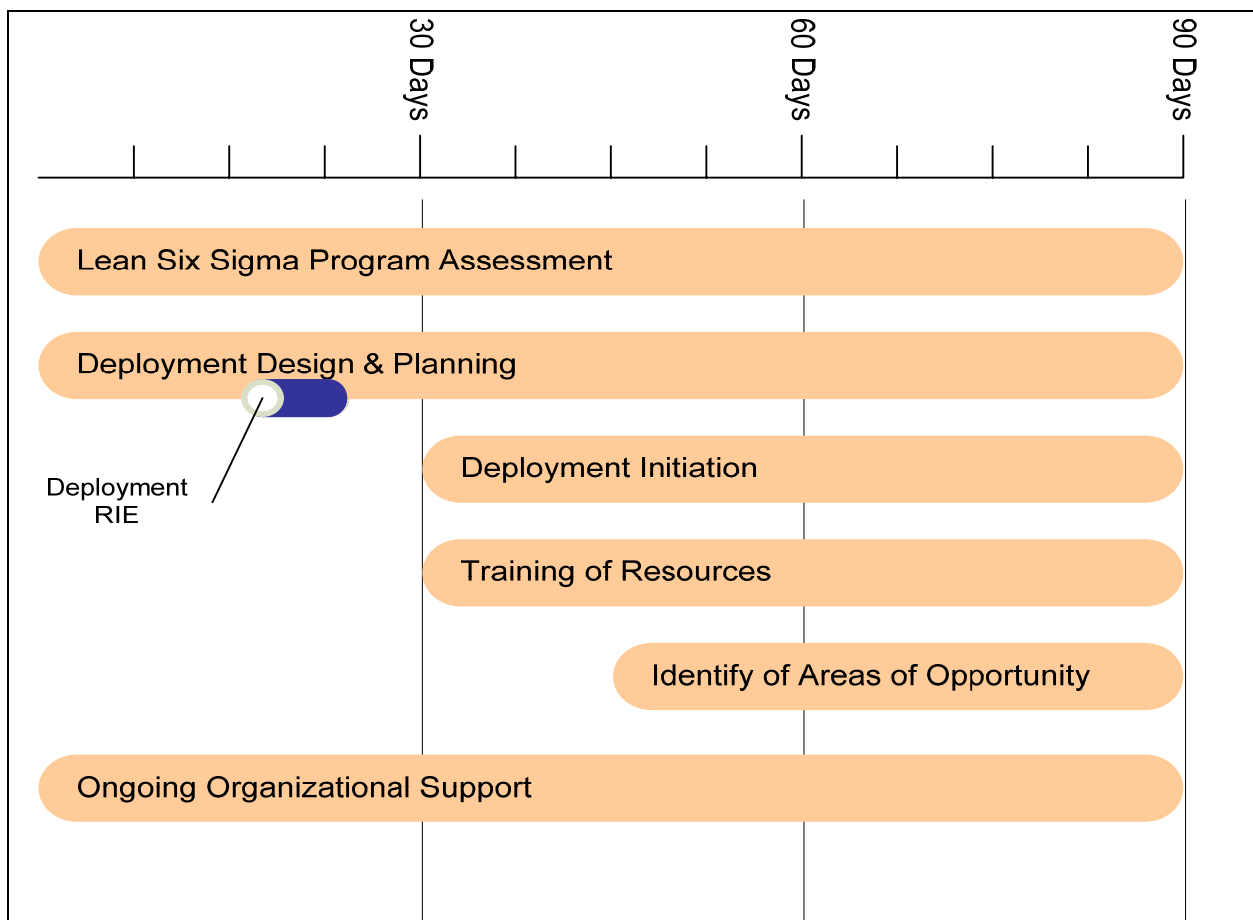 30 Days
60 Days
90 Days
Lean Six Sigma Program Assessment
Deployment Design & Planning
Deployment Initiation
Deployment
RIE
Training of Resources
Identify of Areas of Opportunity
Ongoing Organizational Support